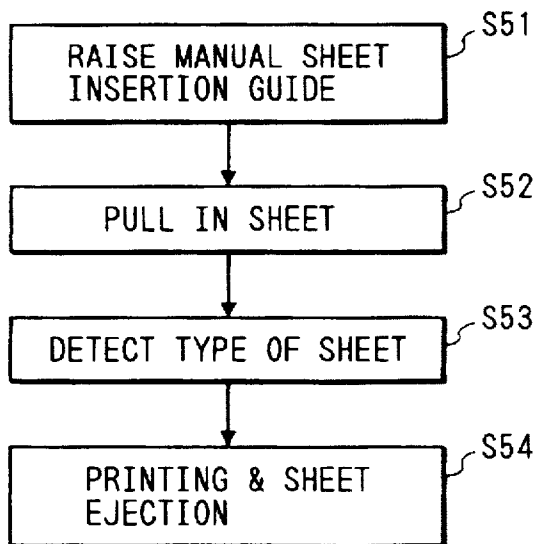 S51
RAISE MANUAL SHEET
INSERTION GUIDE
S52
PULL IN SHEET
S53
DETECT TYPE OF SHEET
S54
PRINTING & SHEET
EJECTION